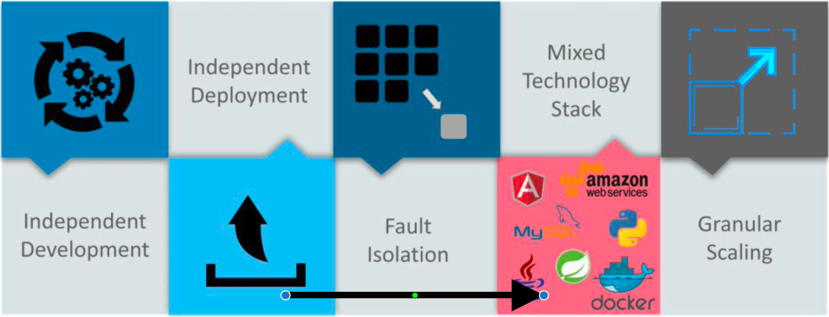 Independent
Deployment
Mixed
Technology
Stack
amazon
web services
MySQL
docker
Independent
Development
Fault
Isolation
Granular
Scaling